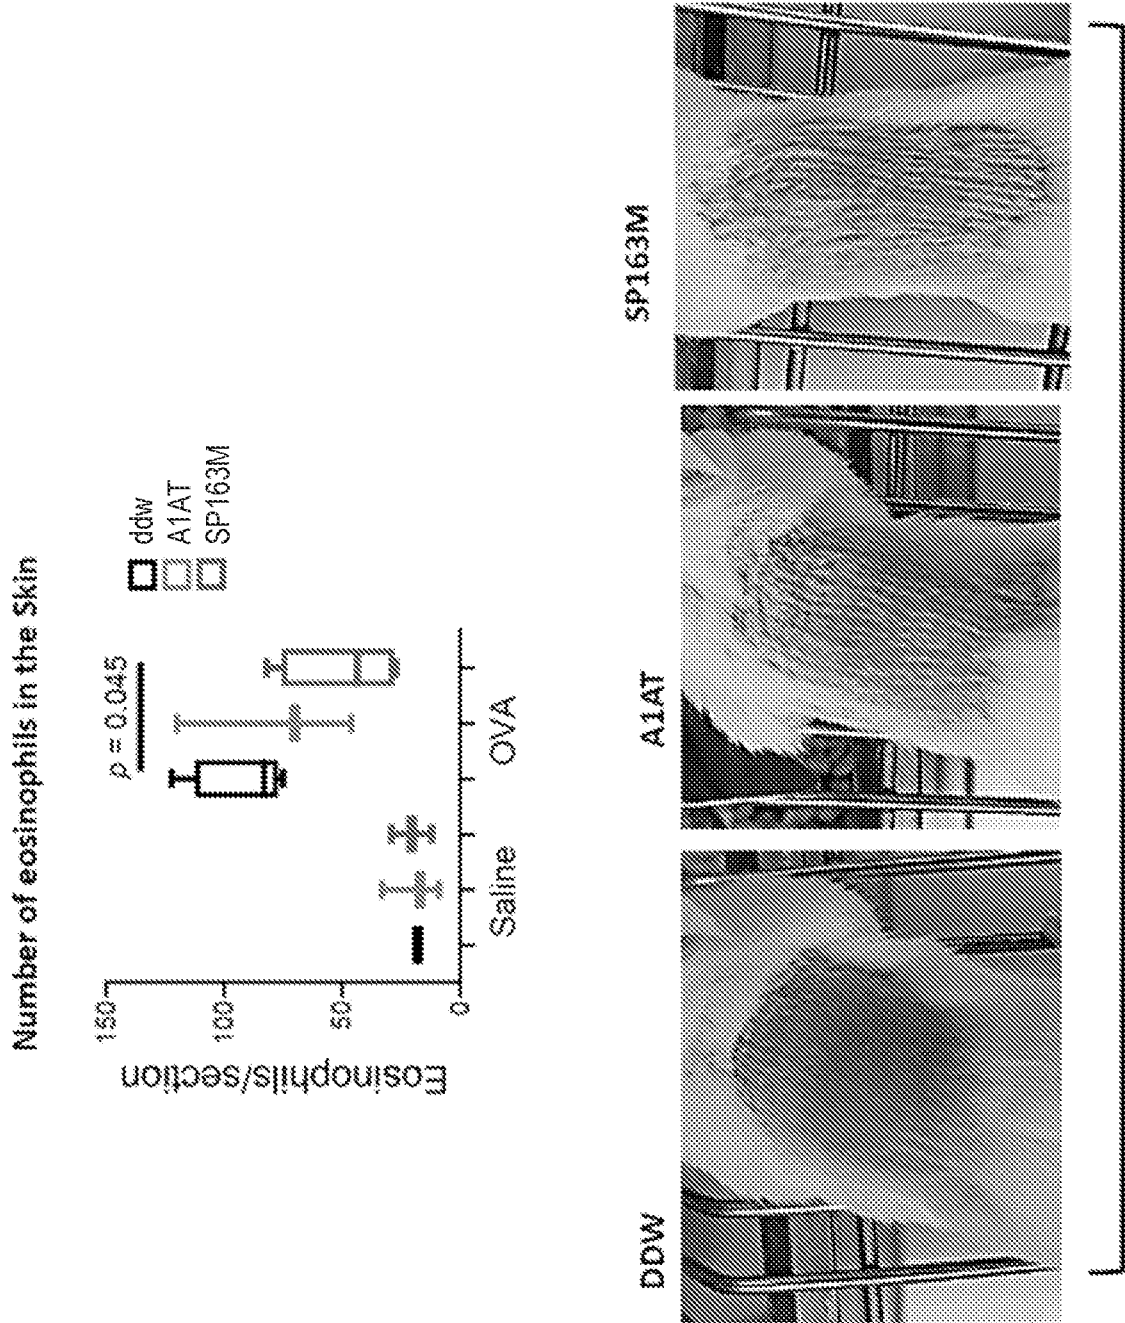 Number of eosinophils in the Skin
Eosinophils/section
150
100
50
0
p = 0.045
ddw
A1AT
SP163M
Saline
OVA
DDW
A1AT
SP163M